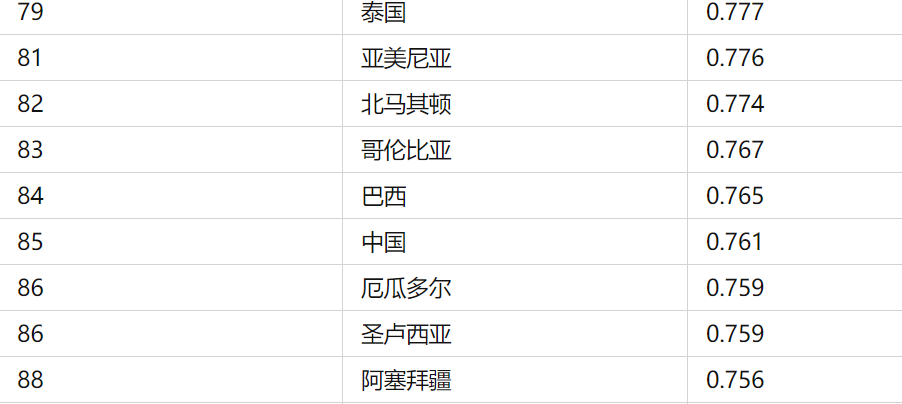 79 泰国 0.777
81 亚美尼亚 0.776
82 北马其顿 0.774
83 哥伦比亚 0.767
84 巴西 0.765
85 中国 0.761
86 厄瓜多尔 0.759
86 圣卢西亚 0.759
88 阿塞拜疆 0.756